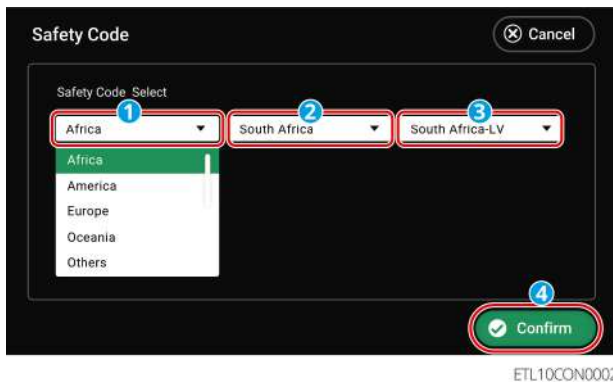 Safety Code
Cancel
Safety Code Select
1
2
3
Africa
South Africa
South Africa-LV
Africa
America
Europe
Oceania
Others
4
Confirm
ETL10CON0002